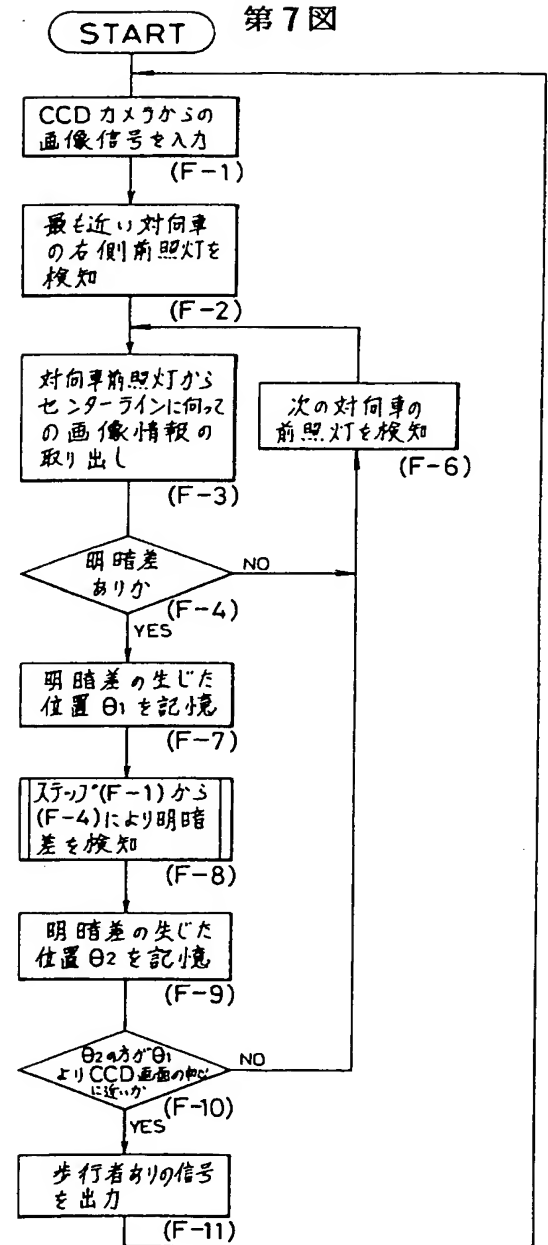 第7図
START
CCDカメラからの
画像信号を入力
(F-1)
最も近い対向車
の右側前照灯を
検知
(F-2)
対向車前照灯から
センターラインに向って
の画像情報の
取り出し
(F-3)
次の対向車の
前照灯を検知
(F-6)
明暗差
ありか
(F-4)
NO
YES
明暗差の生じた
位置θ1を記憶
(F-7)
ステップ(F-1)から
(F-4)により明暗
差を検知
(F-8)
明暗差の生じた
位置θ2を記憶
(F-9)
θ2の方がθ1
よりCCD画面の中心
に近いか
(F-10)
NO
YES
歩行者ありの信号
を出力
(F-11)